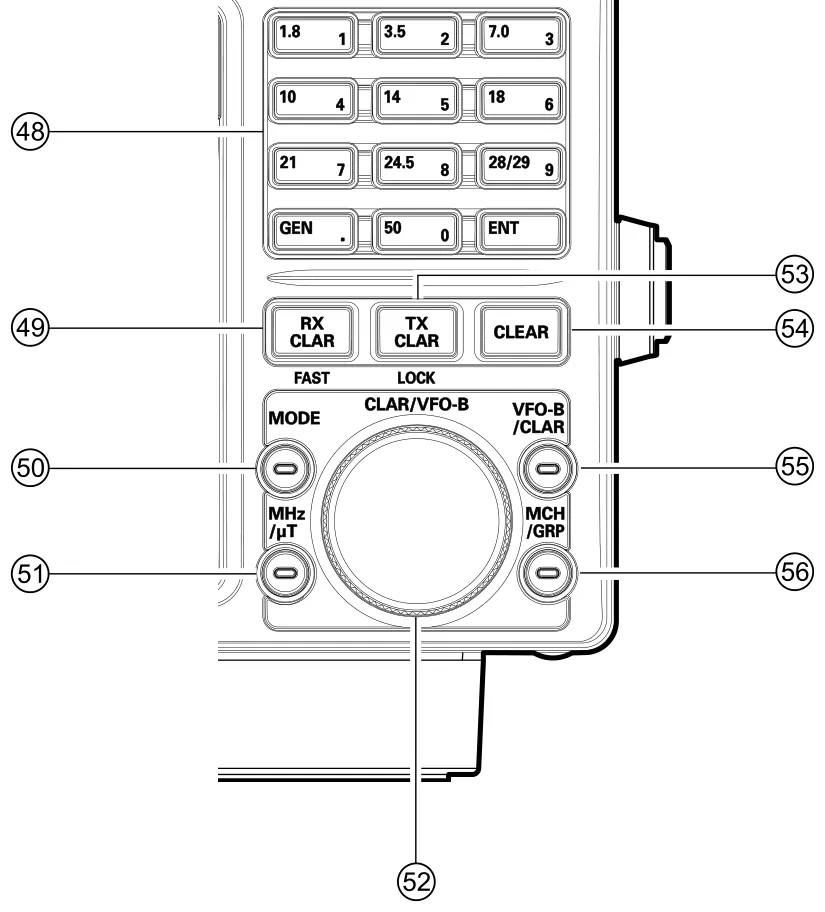 1.8 1 3.5 2 7.0 3
10 4 14 5 18 6
48
21 7 24.5 8 28/29 9
GEN . 50 0 ENT
53
49
RX
CLAR
TX
CLAR
CLEAR
54
FAST LOCK
CLAR/VFO-B
MODE
VFO-B
/CLAR
50
55
MHz
/µT
MCH
/GRP
51
56
52